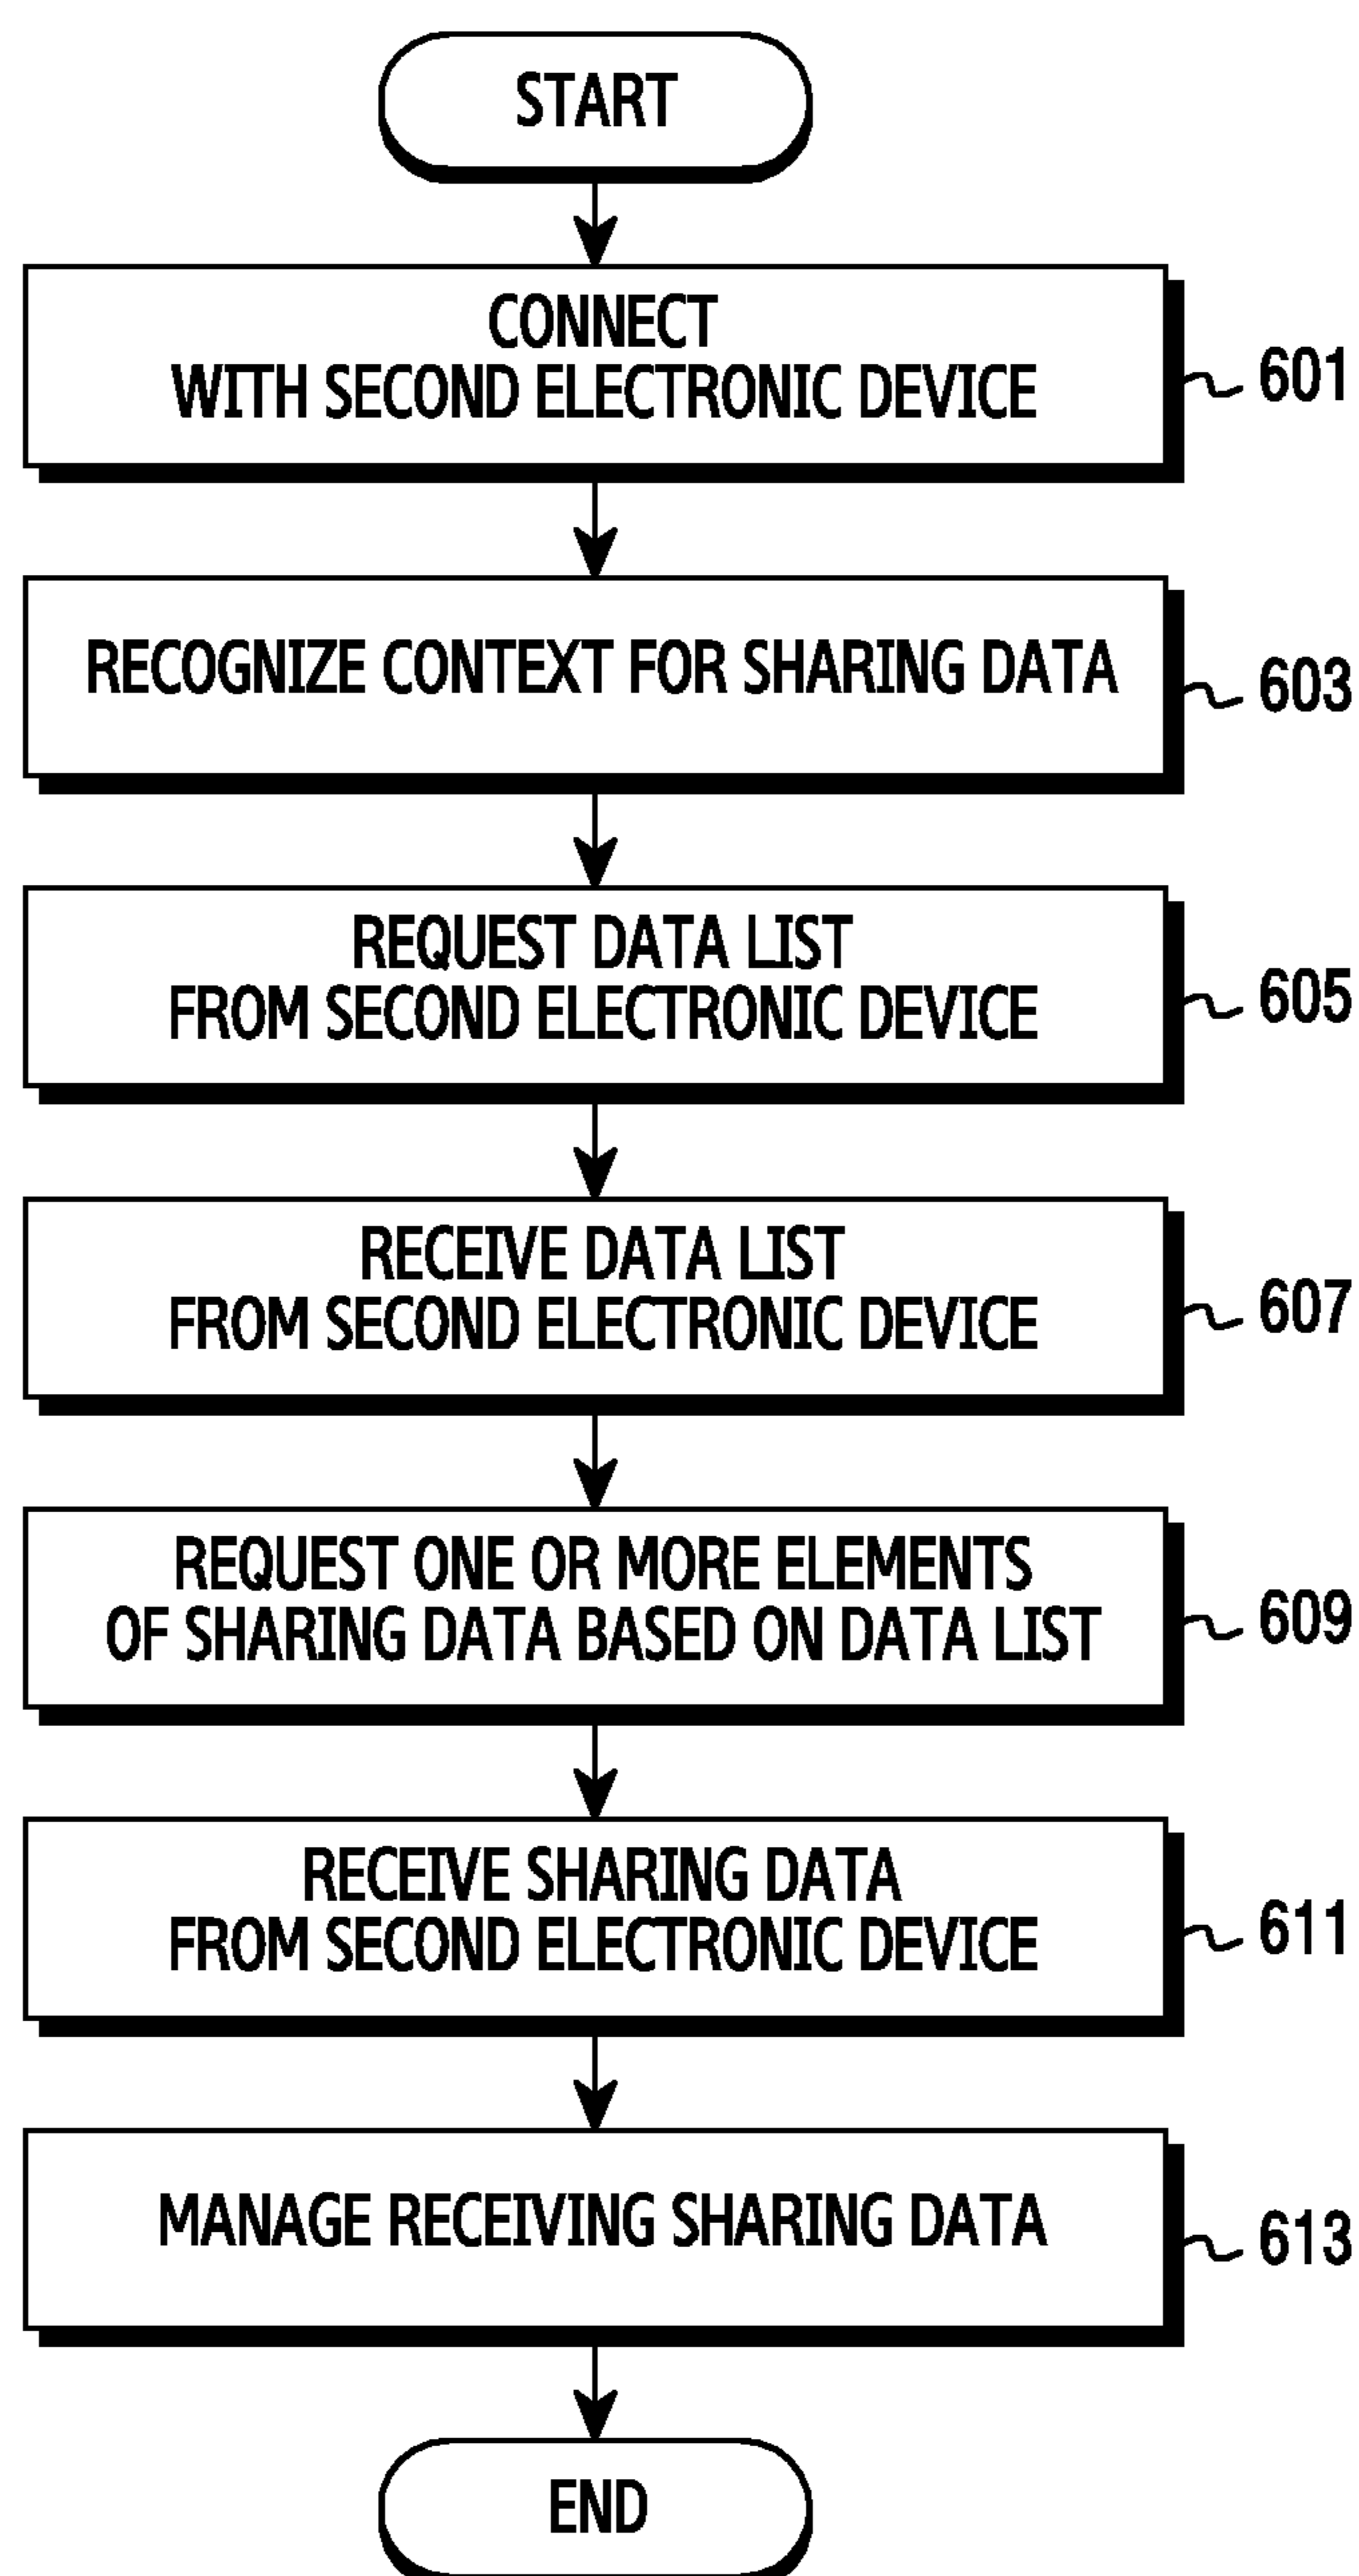 START
CONNECT
WITH SECOND ELECTRONIC DEVICE
601
RECOGNIZE CONTEXT FOR SHARING DATA
603
REQUEST DATA LIST
FROM SECOND ELECTRONIC DEVICE
605
RECEIVE DATA LIST
FROM SECOND ELECTRONIC DEVICE
607
REQUEST ONE OR MORE ELEMENTS
OF SHARING DATA BASED ON DATA LIST
609
RECEIVE SHARING DATA
FROM SECOND ELECTRONIC DEVICE
611
MANAGE RECEIVING SHARING DATA
613
END